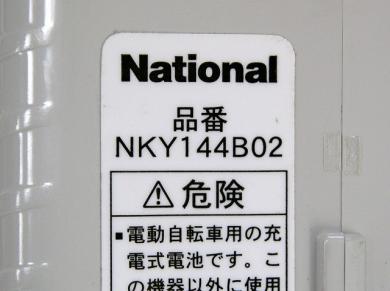 National
品番
NKY144B02
⚠危険
▪電動自転車用の充
電式電池です。こ
の機器以外に使用